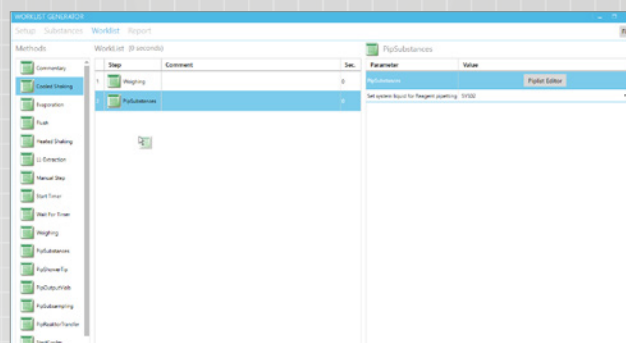 WORKLIST GENERATOR
Setup Substances Worklist Report
Methods
Commentary
Cooled Shaking
Evaporation
Flush
Heated Shaking
LL-Extraction
Manual Step
Start Timer
Wait For Timer
Weighing
PipSubstances
PipShowerTip
PipOutputVials
PipSubsampling
PipReaktorTransfer
WorkList (0 seconds)
Step Comment Sec.
1 Weighing 0
2 PipSubstances 0
PipSubstances
Parameter Value
PipSubstances Piplist Editor
Set system liquid for Reagent pipetting SYS02